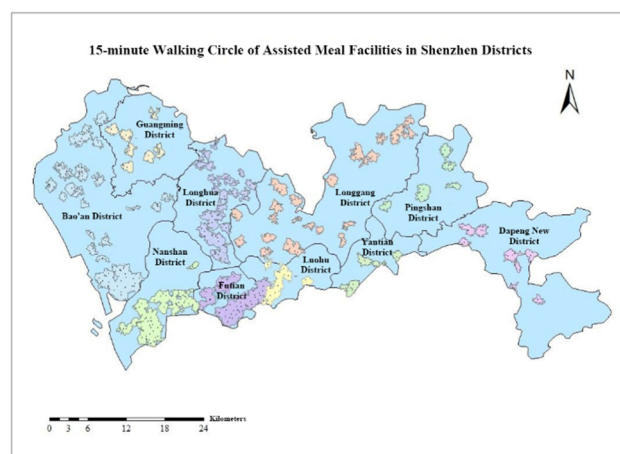 15-minute Walking Circle of Assisted Meal Facilities in Shenzhen Districts
N
Guangming
District
Longhua
District
Longgang
District
Pingshan
District
Bao'an District
Dapeng New
District
Nanshan
District
Yantian
District
Luohu
District
Futian
District
Kilometers
0 1 3 6 12 18 24